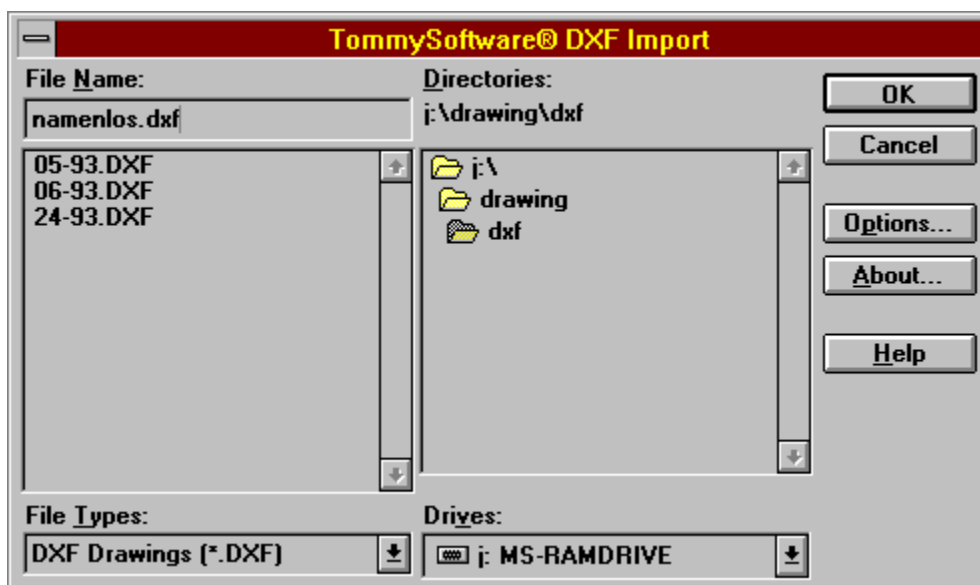 TommySoftware® DXF Import
File Name:
namenlos.dxf
05-93.DXF
06-93.DXF
24-93.DXF
File Types:
DXF Drawings (*.DXF)
Directories:
j:\drawing\dxf
j:\
drawing
dxf
Drives:
j: MS-RAMDRIVE
OK
Cancel
Options...
About...
Help